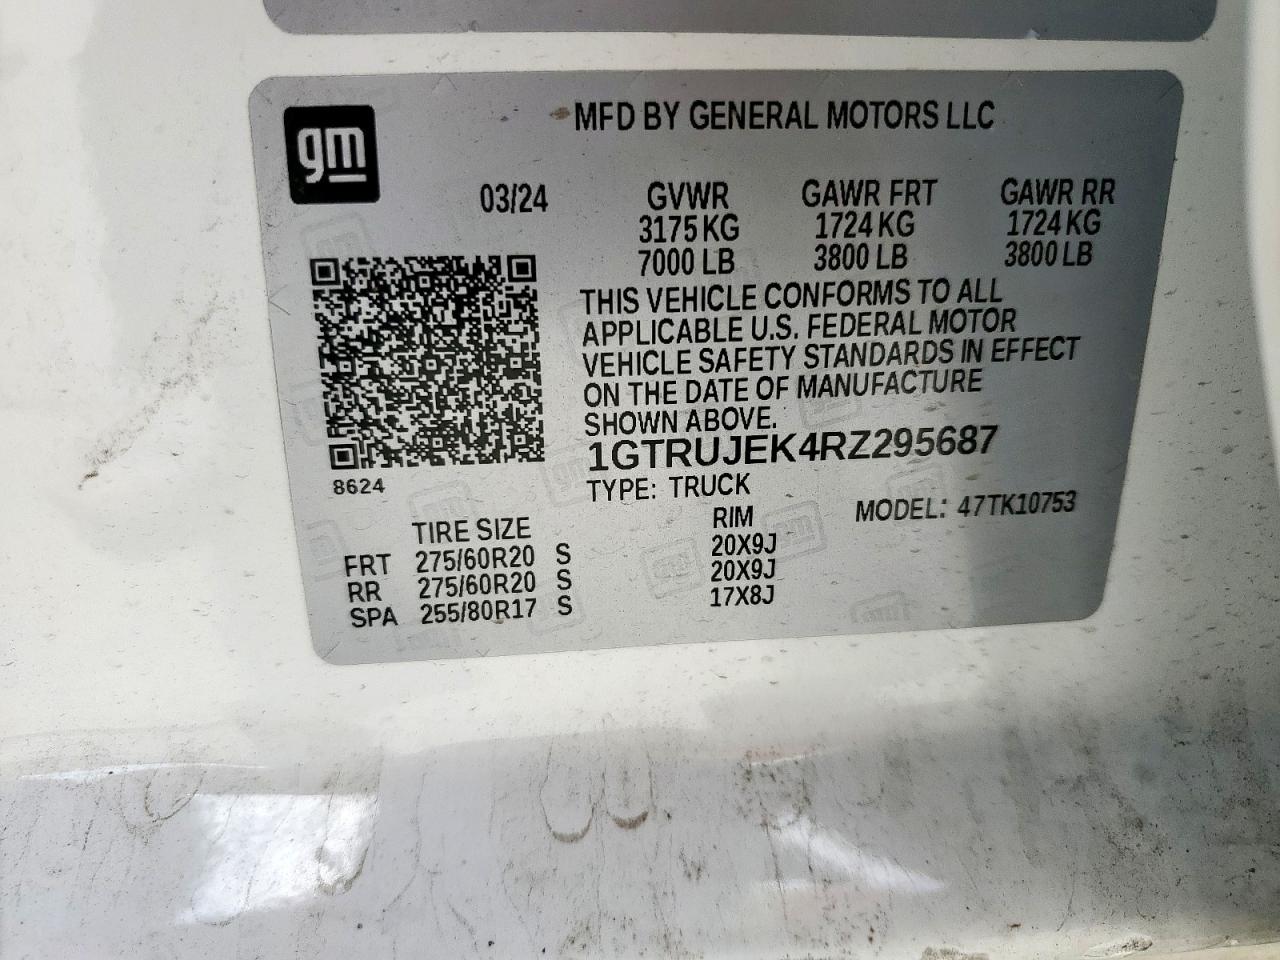 gm
MFD BY GENERAL MOTORS LLC
03/24 GVWR GAWR FRT GAWR RR
3175 KG 1724 KG 1724 KG
7000 LB 3800 LB 3800 LB
THIS VEHICLE CONFORMS TO ALL
APPLICABLE U.S. FEDERAL MOTOR
VEHICLE SAFETY STANDARDS IN EFFECT
ON THE DATE OF MANUFACTURE
SHOWN ABOVE.
1GTRUJEK4RZ295687
8624
TYPE: TRUCK
MODEL: 47TK10753
TIRE SIZE RIM
FRT 275/60R20 S 20X9J
RR 275/60R20 S 20X9J
SPA 255/80R17 S 17X8J